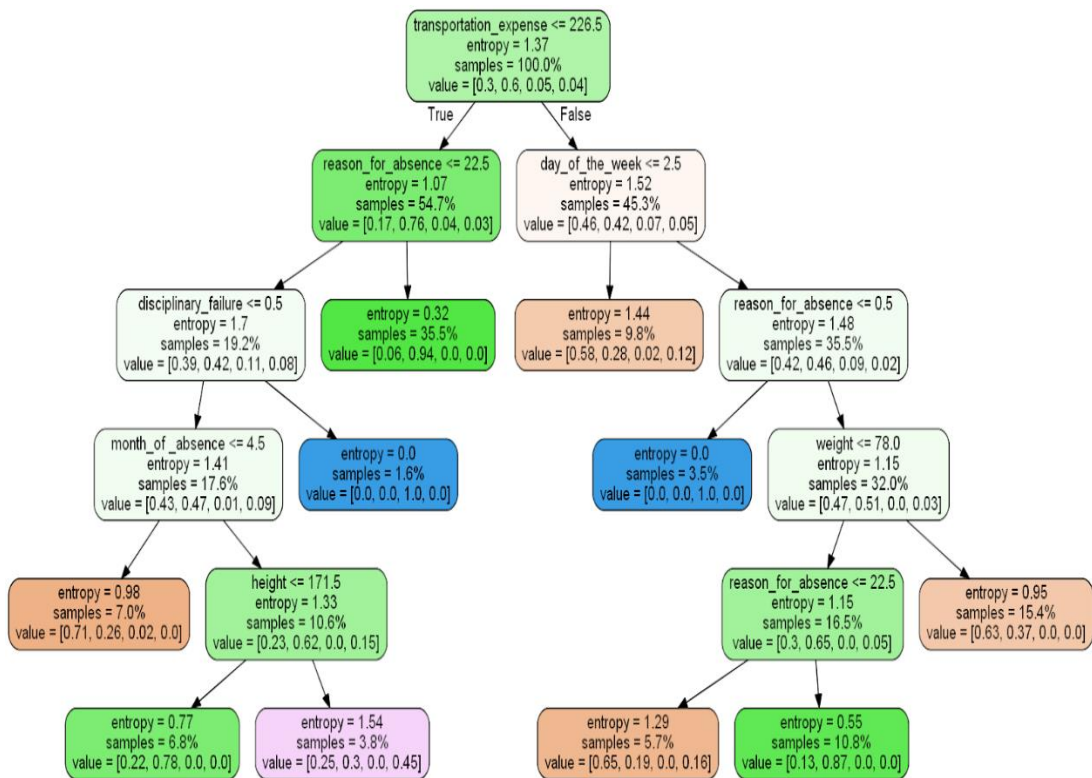 transportation_expense <= 226.5
entropy = 1.37
samples = 100.0%
value = [0.3, 0.6, 0.05, 0.04]
True
False
reason_for_absence <= 22.5
entropy = 1.07
samples = 54.7%
value = [0.17, 0.76, 0.04, 0.03]
day_of_the_week <= 2.5
entropy = 1.52
samples = 45.3%
value = [0.46, 0.42, 0.07, 0.05]
disciplinary_failure <= 0.5
entropy = 1.7
samples = 19.2%
value = [0.39, 0.42, 0.11, 0.08]
entropy = 0.32
samples = 35.5%
value = [0.06, 0.94, 0.0, 0.0]
entropy = 1.44
samples = 9.8%
value = [0.58, 0.28, 0.02, 0.12]
reason_for_absence <= 0.5
entropy = 1.48
samples = 35.5%
value = [0.42, 0.46, 0.09, 0.02]
month_of _absence <= 4.5
entropy = 1.41
samples = 17.6%
value = [0.43, 0.47, 0.01, 0.09]
entropy = 0.0
samples = 1.6%
value = [0.0, 0.0, 1.0, 0.0]
entropy = 0.0
samples = 3.5%
value = [0.0, 0.0, 1.0, 0.0]
weight <= 78.0
entropy = 1.15
samples = 32.0%
value = [0.47, 0.51, 0.0, 0.03]
entropy = 0.98
samples = 7.0%
value = [0.71, 0.26, 0.02, 0.0]
height <= 171.5
entropy = 1.33
samples = 10.6%
value = [0.23, 0.62, 0.0, 0.15]
reason_for_absence <= 22.5
entropy = 1.15
samples = 16.5%
value = [0.3, 0.65, 0.0, 0.05]
entropy = 0.95
samples = 15.4%
value = [0.63, 0.37, 0.0, 0.0]
entropy = 0.77
samples = 6.8%
value = [0.22, 0.78, 0.0, 0.0]
entropy = 1.54
samples = 3.8%
value = [0.25, 0.3, 0.0, 0.45]
entropy = 1.29
samples = 5.7%
value = [0.65, 0.19, 0.0, 0.16]
entropy = 0.55
samples = 10.8%
value = [0.13, 0.87, 0.0, 0.0]